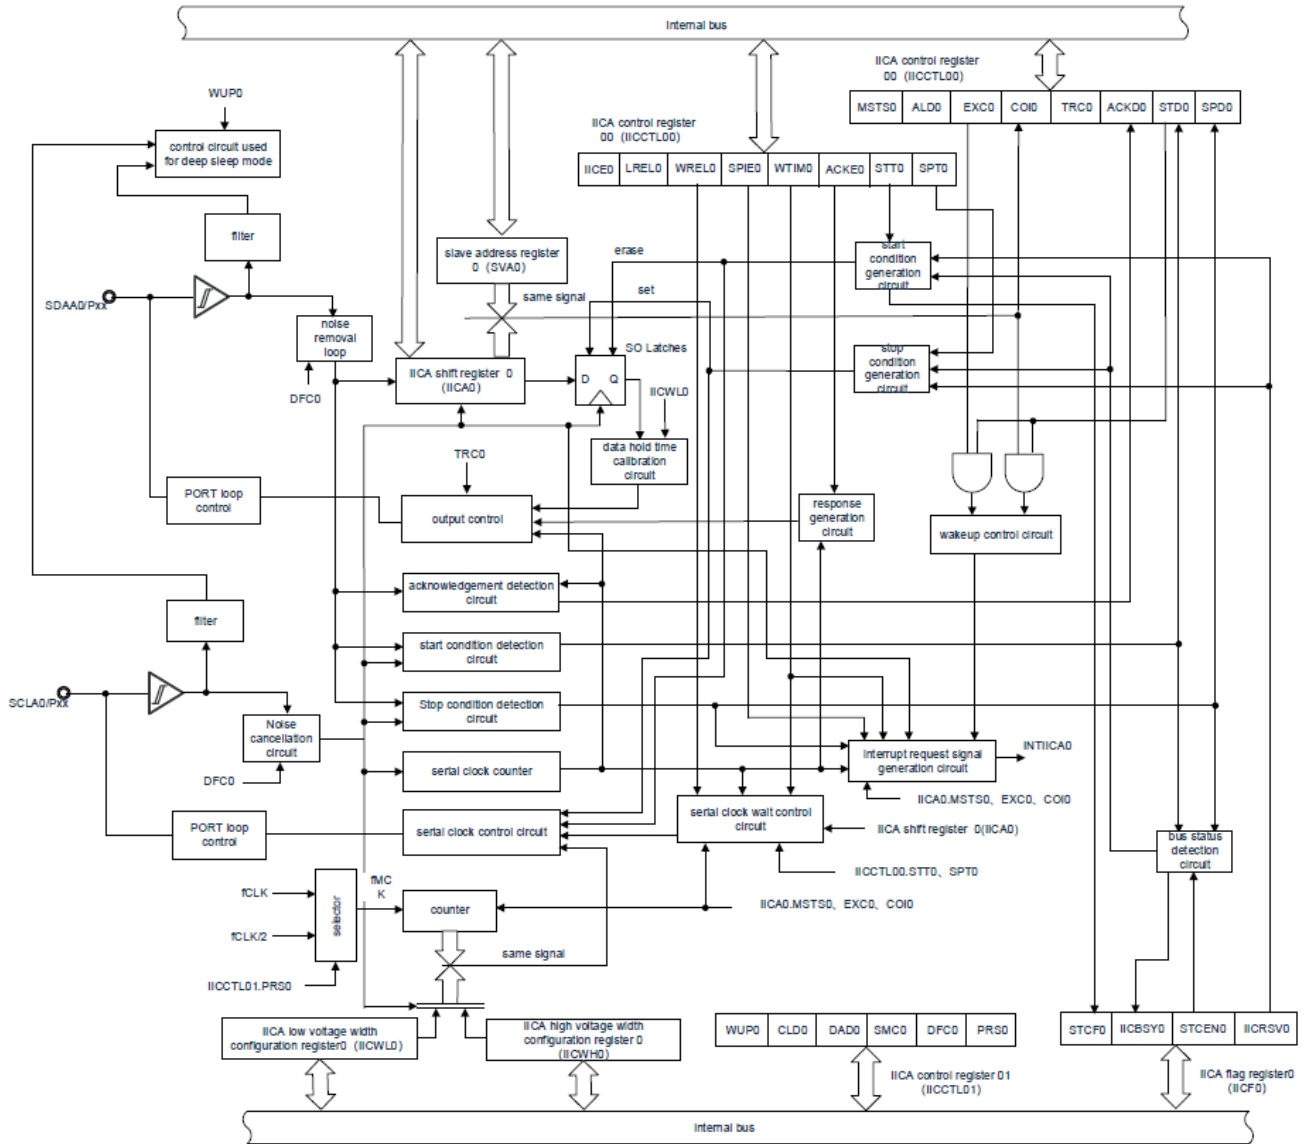 Internal bus
IICA control register
00 (IICCTL00)
MSTS0 ALD0 EXC0 COI0 TRC0 ACKD0 STD0 SPD0
WUP0
control circuit used
for deep sleep mode
IICA control register
00 (IICCTL00)
IICE0 LREL0 WREL0 SPIE0 WTIM0 ACKE0 STT0 SPT0
filter
slave address register
0 (SVA0)
erase
start
condition
generation
circuit
set
same signal
SDAA0/Pxx
noise
removal
loop
DFC0
SO Latches
D Q
IICWL0
IICA shift register 0
(IICA0)
stop
condition
generation
circuit
data hold time
calibration
circuit
TRC0
PORT loop
control
output control
response
generation
circuit
wakeup control circuit
acknowledgement detection
circuit
filter
start condition detection
circuit
SCLA0/Pxx
Stop condition detection
circuit
Noise
cancellation
circuit
DFC0
serial clock counter
Interrupt request signal
generation circuit
INTIICA0
IICA0.MSTS0、EXC0、COI0
PORT loop
control
serial clock control circuit
serial clock wait control
circuit
IICA shift register 0(IICA0)
bus status
detection
circuit
IICCTL00.STT0、SPT0
fCLK
fCLK/2
selector
fMC
K
counter
IICA0.MSTS0、EXC0、COI0
same signal
IICCTL01.PRS0
IICA low voltage width
configuration register0 (IICWL0)
IICA high voltage width
configuration register 0
(IICWH0)
WUP0 CLD0 DAD0 SMC0 DFC0 PRS0
STCF0 IICBSY0 STCEN0 IICRSV0
IICA control register 01
(IICCTL01)
IICA flag register0
(IICF0)
Internal bus